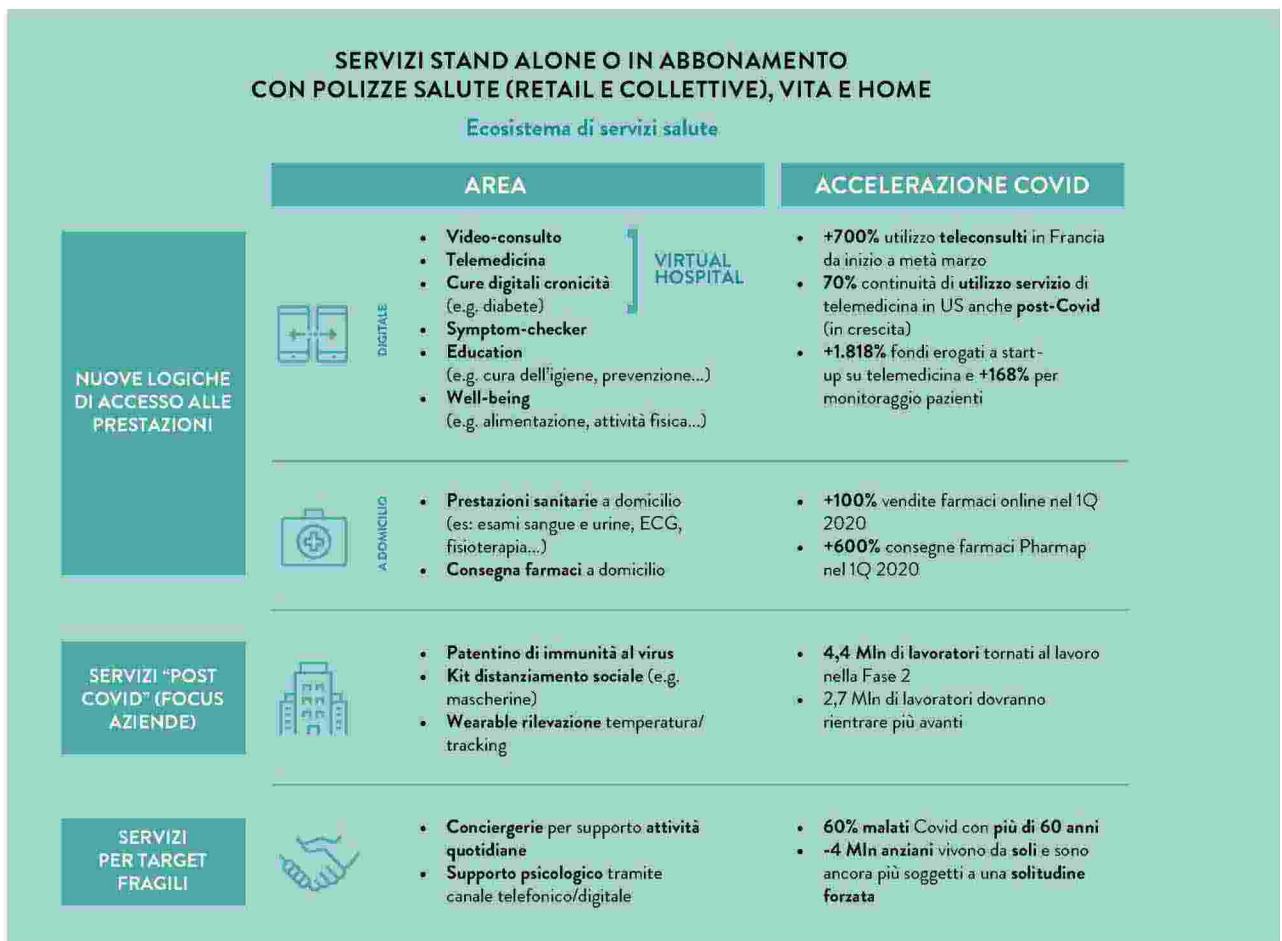 SERVIZI STAND ALONE O IN ABBONAMENTO
CON POLIZZE SALUTE (RETAIL E COLLETTIVE), VITA E HOME
Ecosistema di servizi salute
AREA
ACCELERAZIONE COVID
NUOVE LOGICHE
DI ACCESSO ALLE
PRESTAZIONI
DIGITALE
• Video-consulto
• Telemedicina
• Cure digitali cronicità
(e.g. diabete)
• Symptom-checker
• Education
(e.g. cura dell'igiene, prevenzione...)
• Well-being
(e.g. alimentazione, attività fisica...)
VIRTUAL
HOSPITAL
• +700% utilizzo teleconsulti in Francia
da inizio a metà marzo
• 70% continuità di utilizzo servizio di
telemedicina in US anche post-Covid
(in crescita)
• +1.818% fondi erogati a start-
up su telemedicina e +168% per
monitoraggio pazienti
A DOMICILIO
• Prestazioni sanitarie a domicilio
(es: esami sangue e urine, ECG,
fisioterapia...)
• Consegna farmaci a domicilio
• +100% vendite farmaci online nel 1Q
2020
• +600% consegne farmaci Pharmap
nel 1Q 2020
SERVIZI "POST
COVID" (FOCUS
AZIENDE)
• Patentino di immunità al virus
• Kit distanziamento sociale (e.g.
mascherine)
• Wearable rilevazione temperatura/
tracking
• 4,4 Mln di lavoratori tornati al lavoro
nella Fase 2
• 2,7 Mln di lavoratori dovranno
rientrare più avanti
SERVIZI
PER TARGET
FRAGILI
• Conciergerie per supporto attività
quotidiane
• Supporto psicologico tramite
canale telefonico/digitale
• 60% malati Covid con più di 60 anni
• -4 Mln anziani vivono da soli e sono
ancora più soggetti a una solitudine
forzata